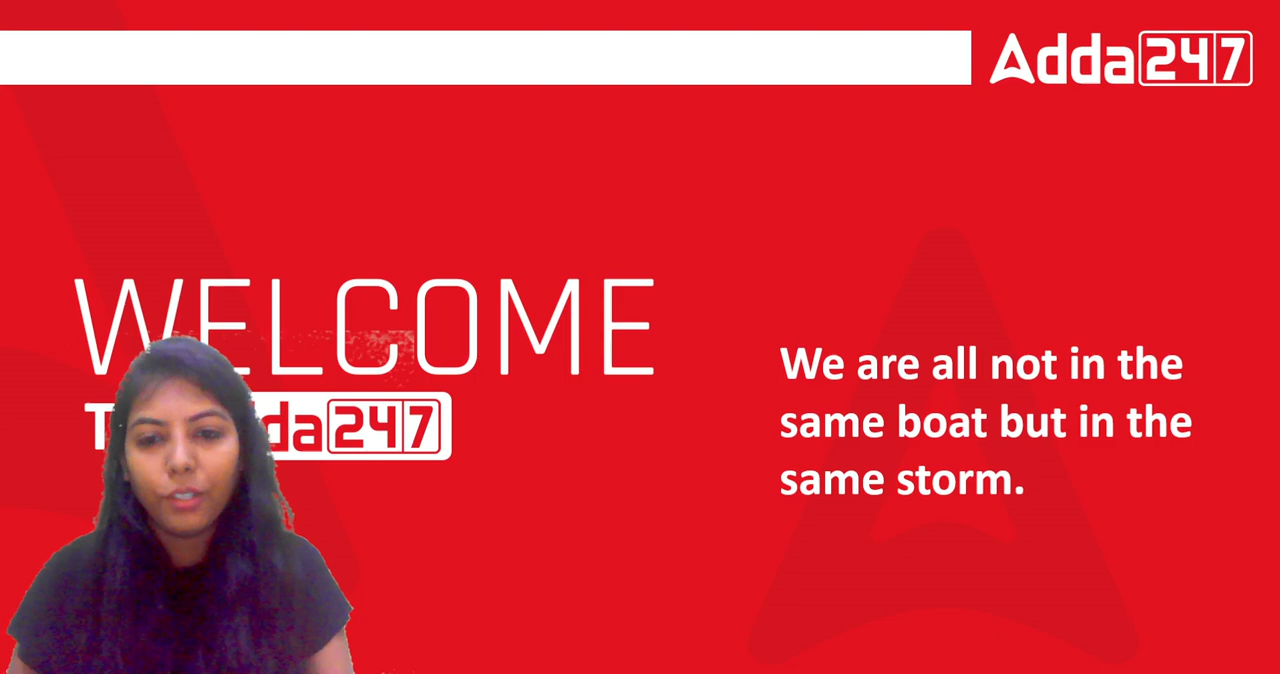 Adda247
WELCOME
We are all not in the
same boat but in the
same storm.